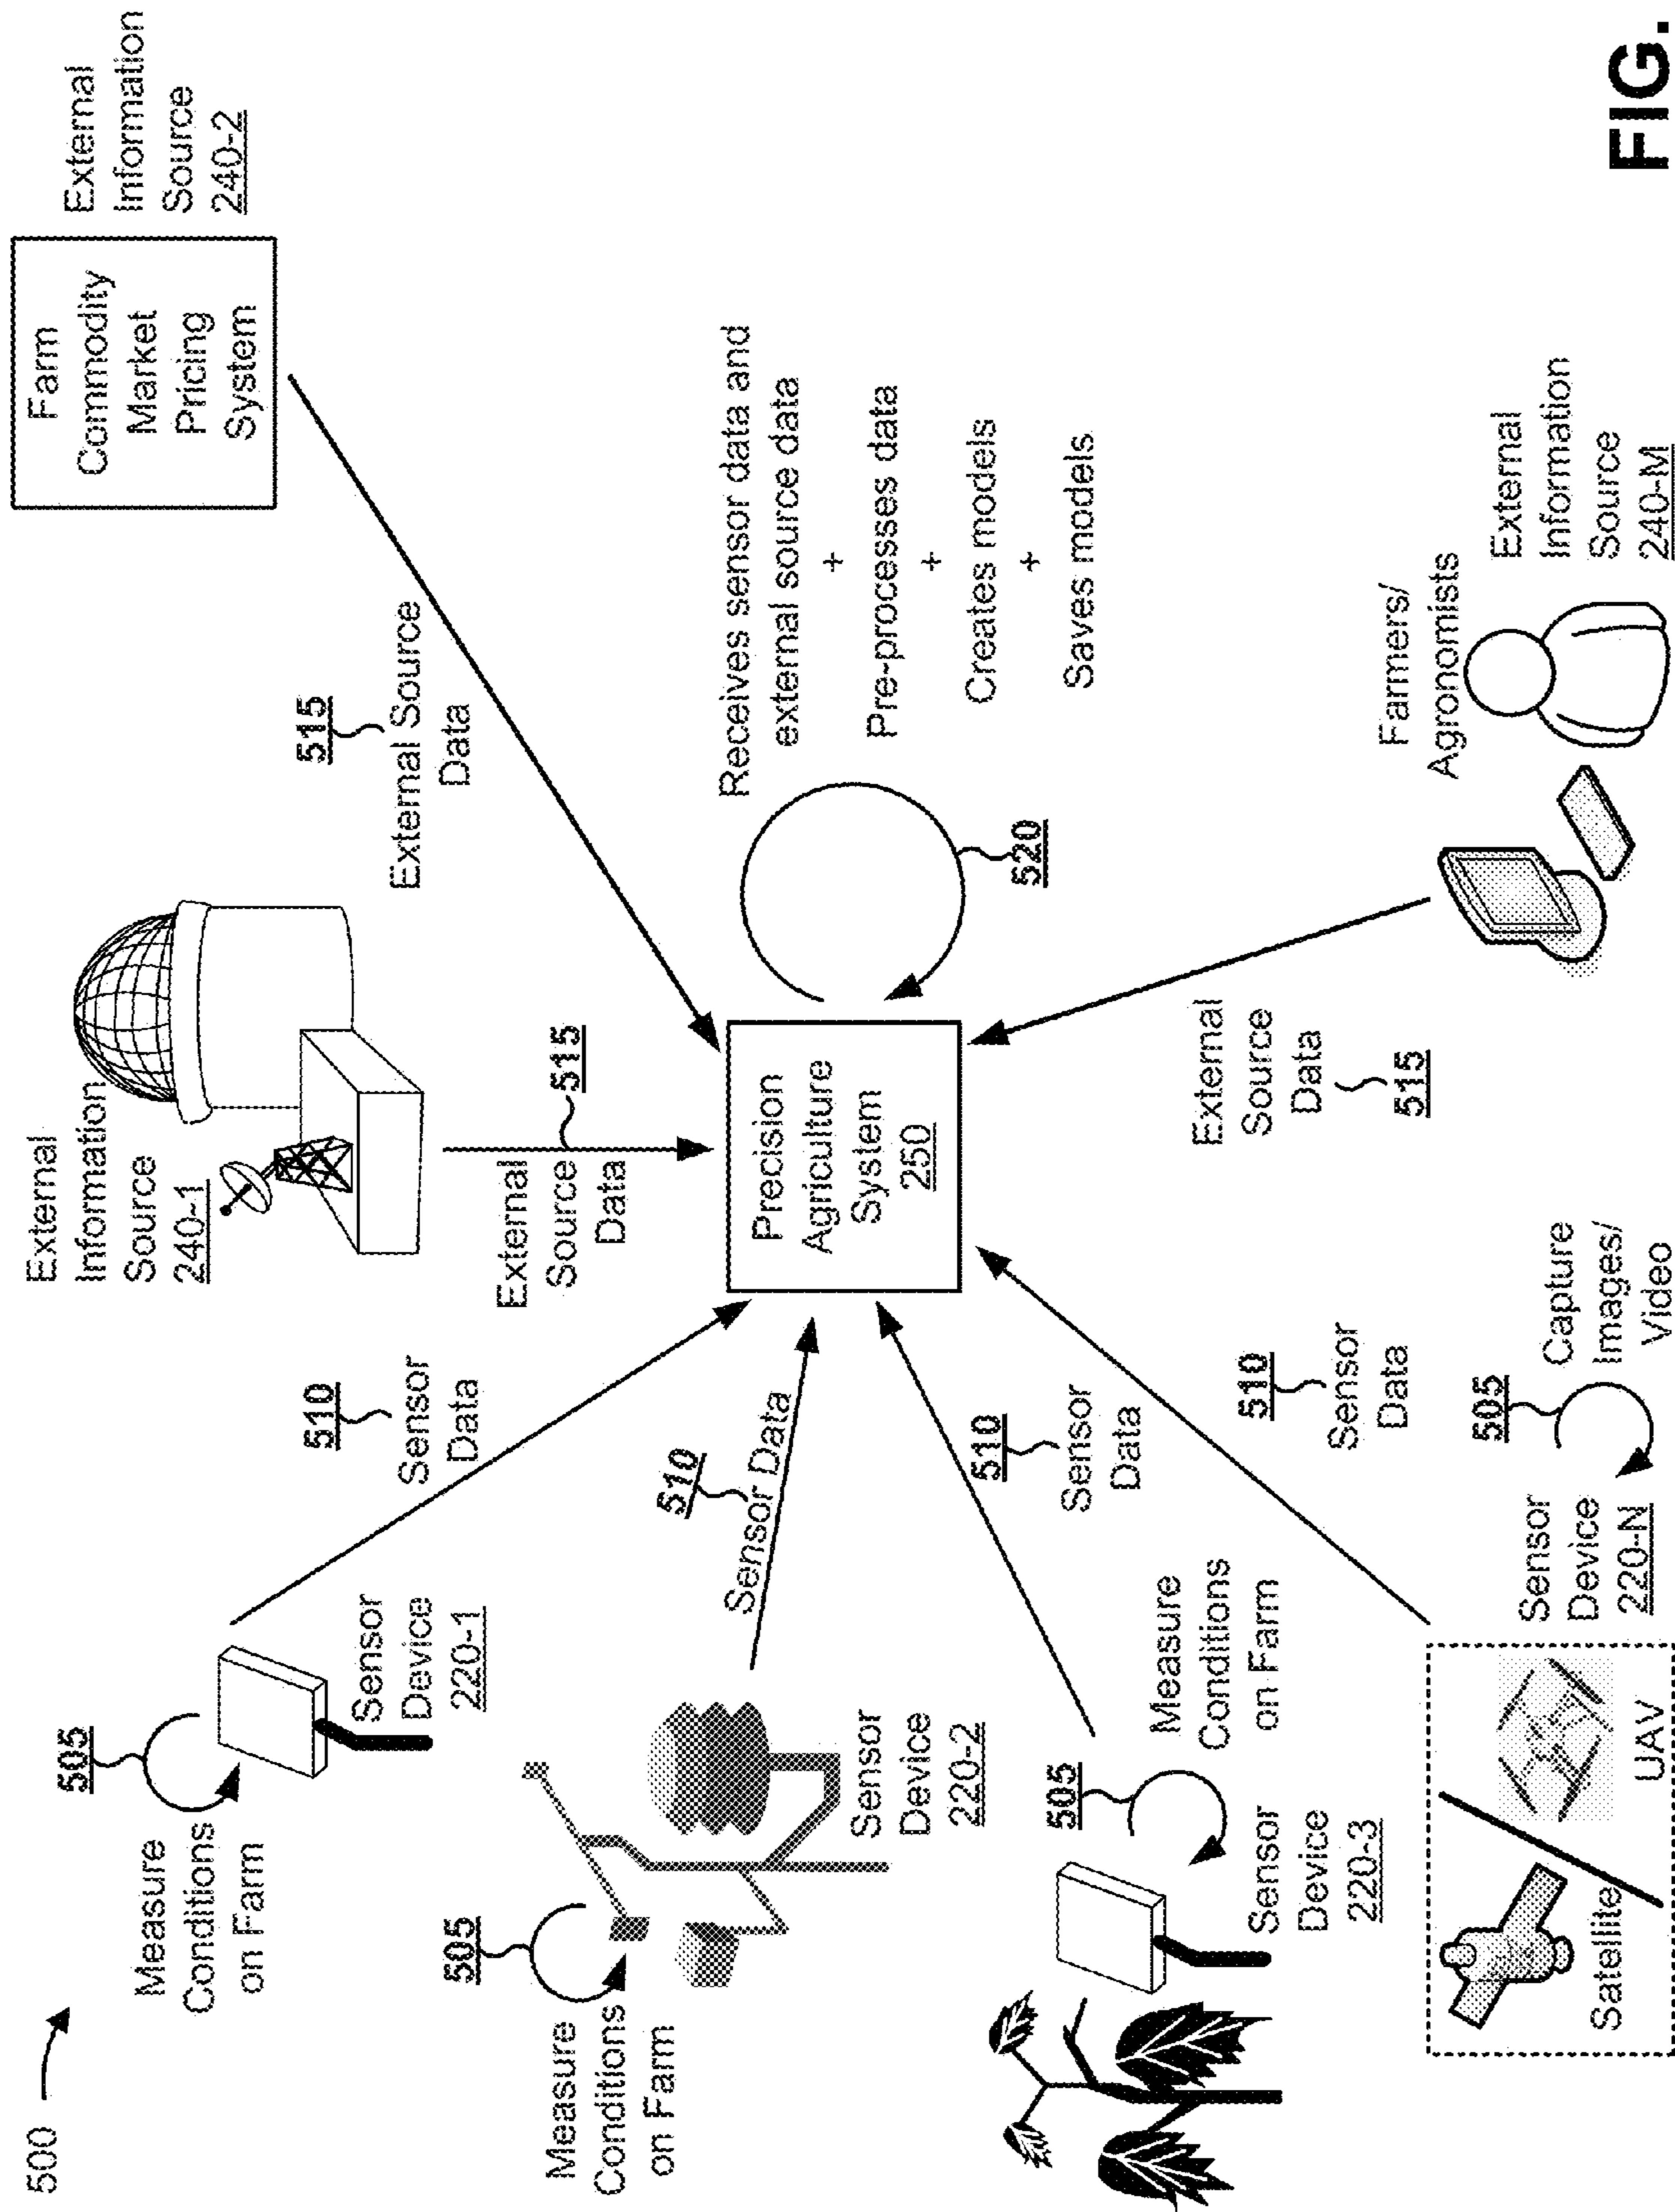 500
505
Measure
Conditions
on Farm
Sensor
Device
220-1
510
Sensor
Data
External
Information
Source
240-1
External
Source
Data
515
515
External Source
Data
Farm
Commodity
Market
Pricing
System
External
Information
Source
240-2
505
Measure
Conditions
on Farm
Sensor
Device
220-2
510
Sensor Data
Precision
Agriculture
System
250
520
Receives sensor data and
external source data
+
Pre-processes data
+
Creates models
+
Saves models
505
Measure
Conditions
on Farm
Sensor
Device
220-3
510
Sensor
Data
Satellite
UAV
Sensor
Device
220-N
505
Capture
Images/
Video
510
Sensor
Data
External
Source
Data
515
Farmers/
Agronomists
External
Information
Source
240-M
FIG.